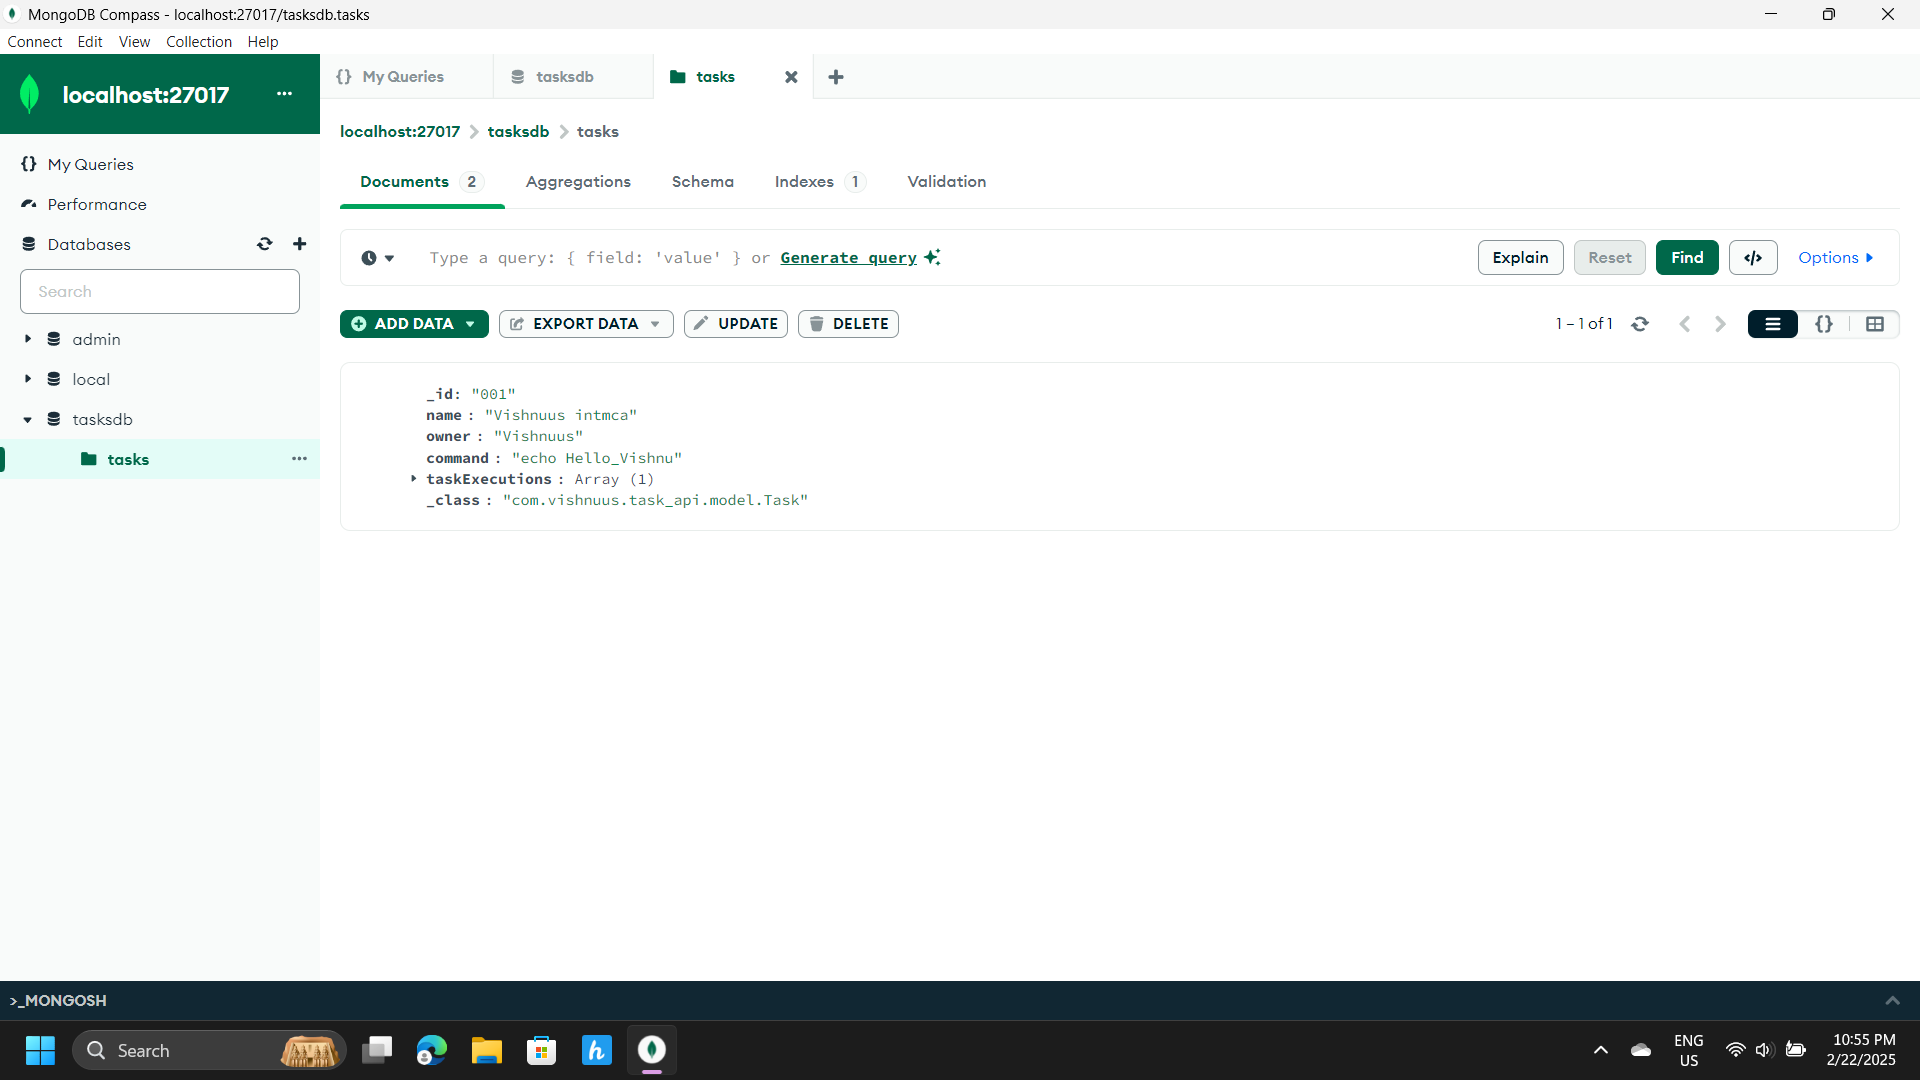 MongoDB Compass - localhost:27017/tasksdb.tasks
Connect Edit View Collection Help
localhost:27017 ...
{} My Queries
tasksdb
tasks
localhost:27017 > tasksdb > tasks
{} My Queries
Performance
Databases
Search
admin
local
tasksdb
tasks ...
Documents 2 Aggregations Schema Indexes 1 Validation
Type a query: { field: 'value' } or Generate query
Explain Reset Find </> Options
ADD DATA EXPORT DATA UPDATE DELETE
1 – 1 of 1
{}
_id: "001"
name : "Vishnuus intmca"
owner : "Vishnuus"
command : "echo Hello_Vishnu"
taskExecutions : Array (1)
_class : "com.vishnuus.task_api.model.Task"
>_MONGOSH
Search
h
ENG
US
10:55 PM
2/22/2025